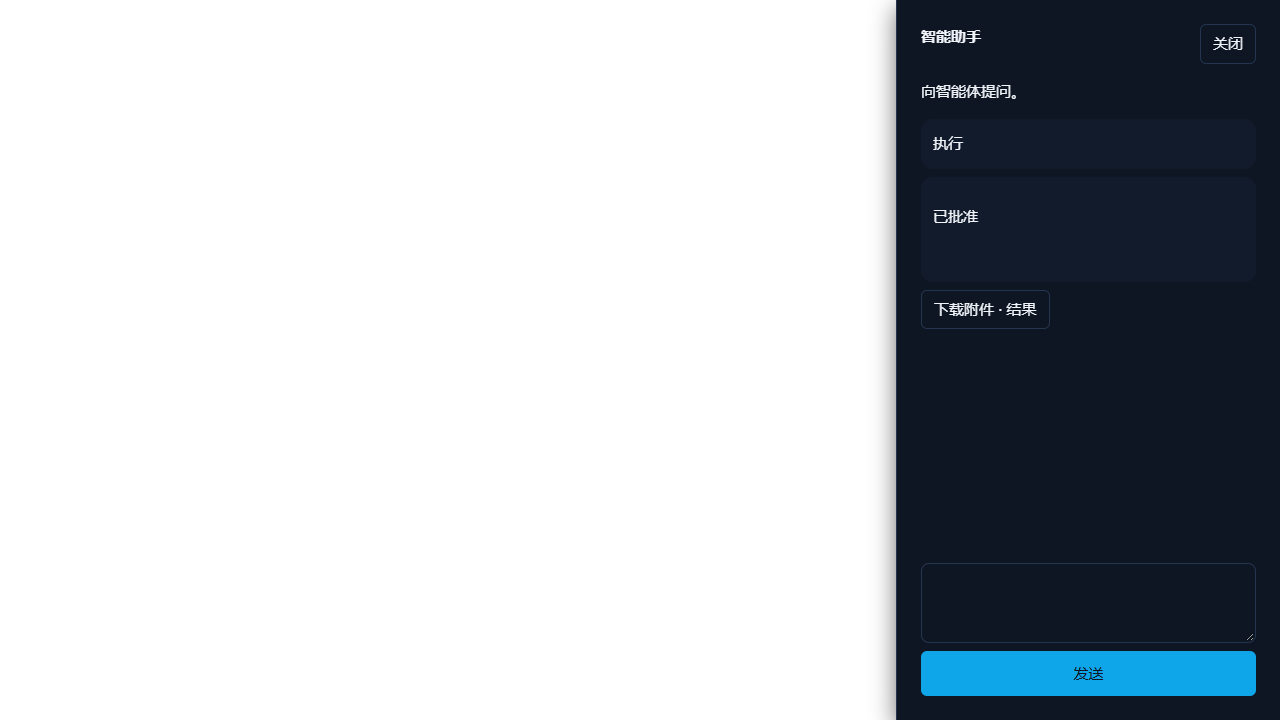 智能助手
关闭
向智能体提问。
执行
已批准
下载附件 · 结果
发送